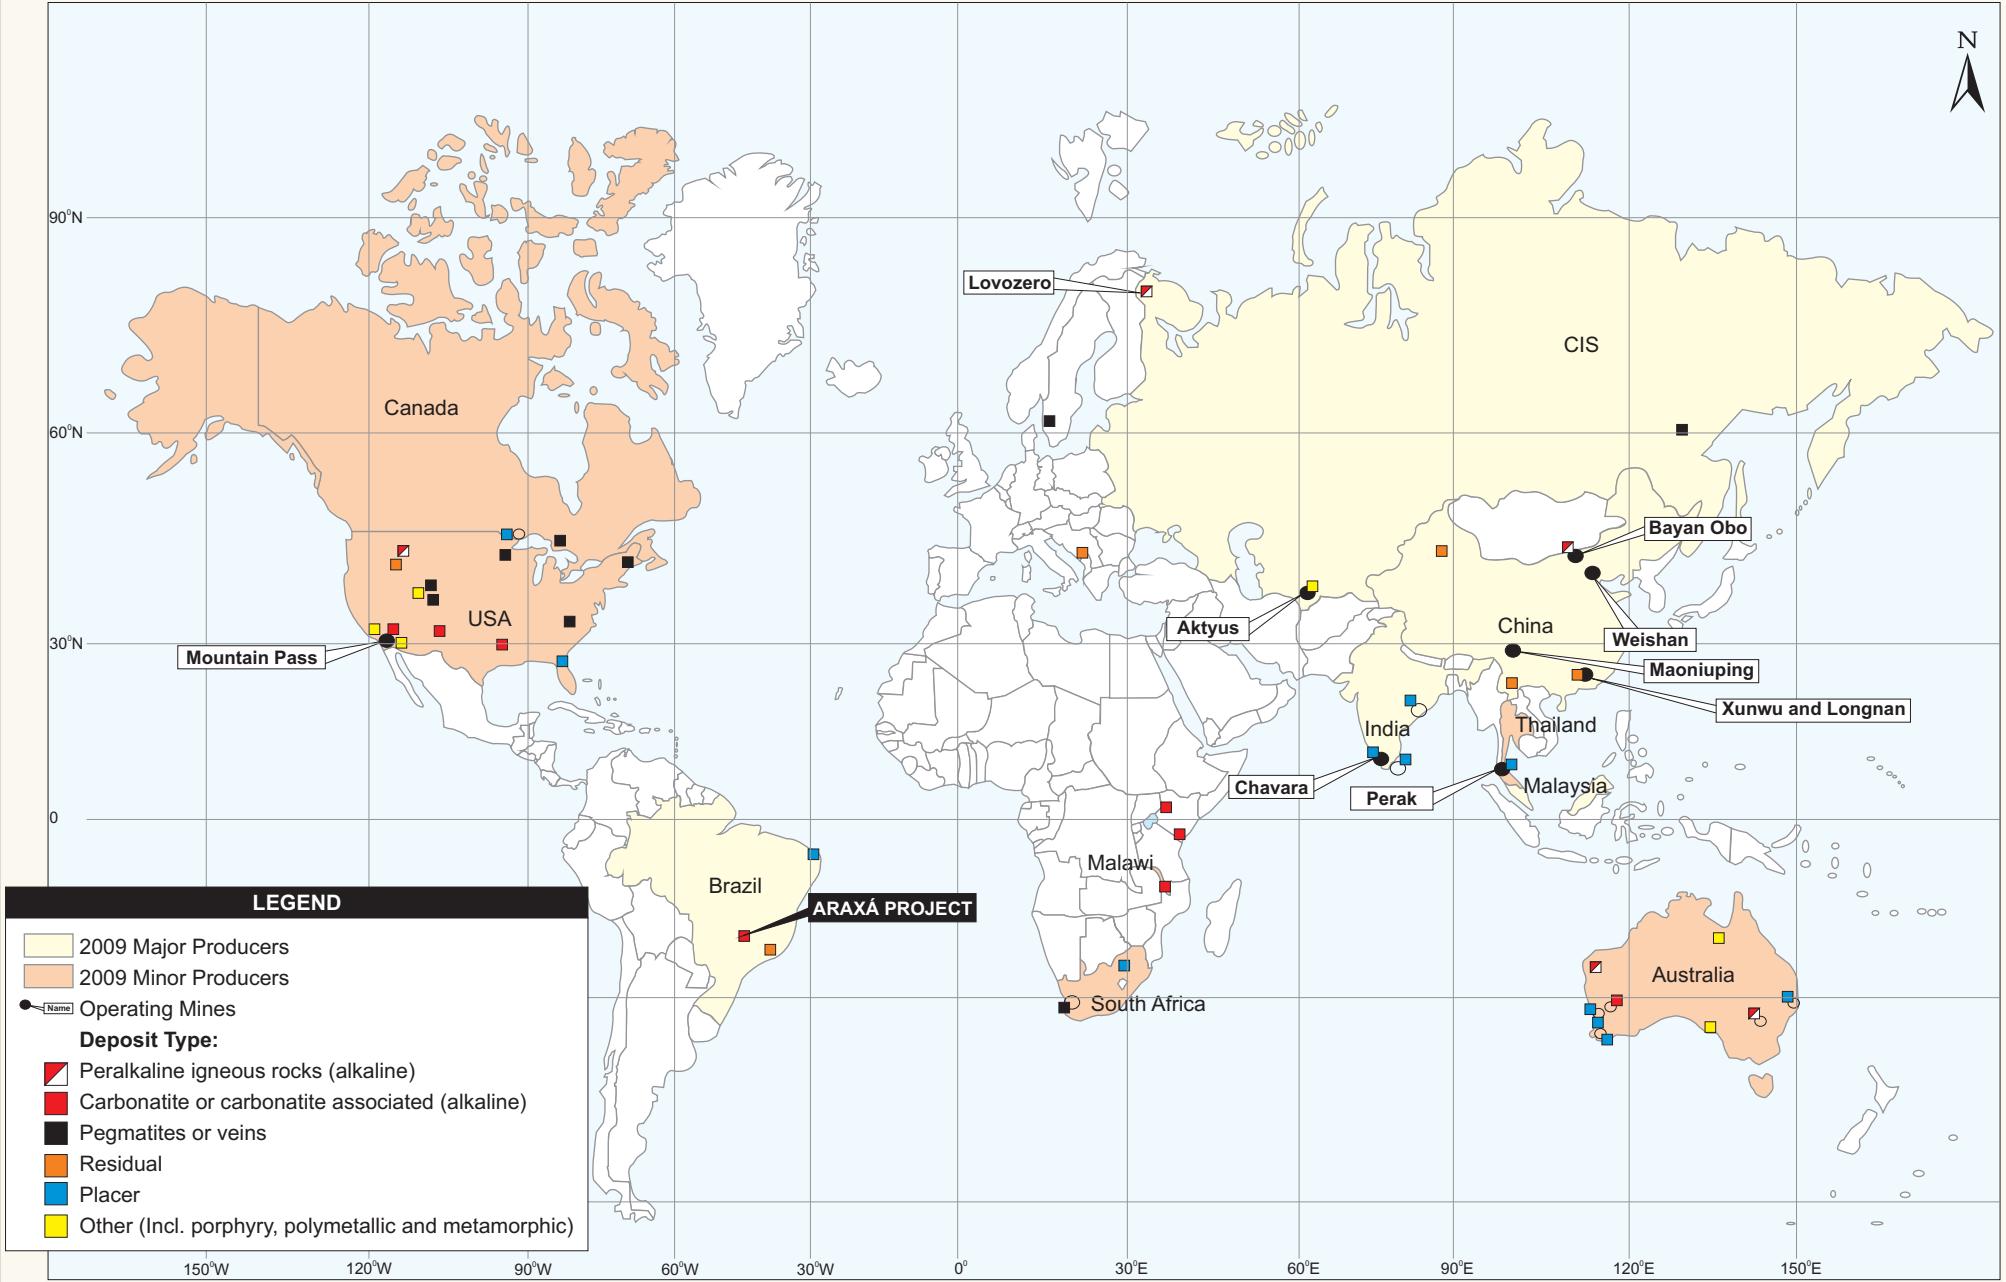 N
90°N
Lovozero
CIS
Canada
60°N
Bayan Obo
USA
Aktyus
China
Weishan
30°N
Mountain Pass
Maoniuping
Xunwu and Longnan
India
Thailand
Chavara
Perak
Malaysia
0
Malawi
Brazil
ARAXÁ PROJECT
Australia
South Africa
LEGEND
2009 Major Producers
2009 Minor Producers
Name
Operating Mines
Deposit Type:
Peralkaline igneous rocks (alkaline)
Carbonatite or carbonatite associated (alkaline)
Pegmatites or veins
Residual
Placer
Other (Incl. porphyry, polymetallic and metamorphic)
150°W 120°W 90°W 60°W 30°W 0° 30°E 60°E 90°E 120°E 150°E